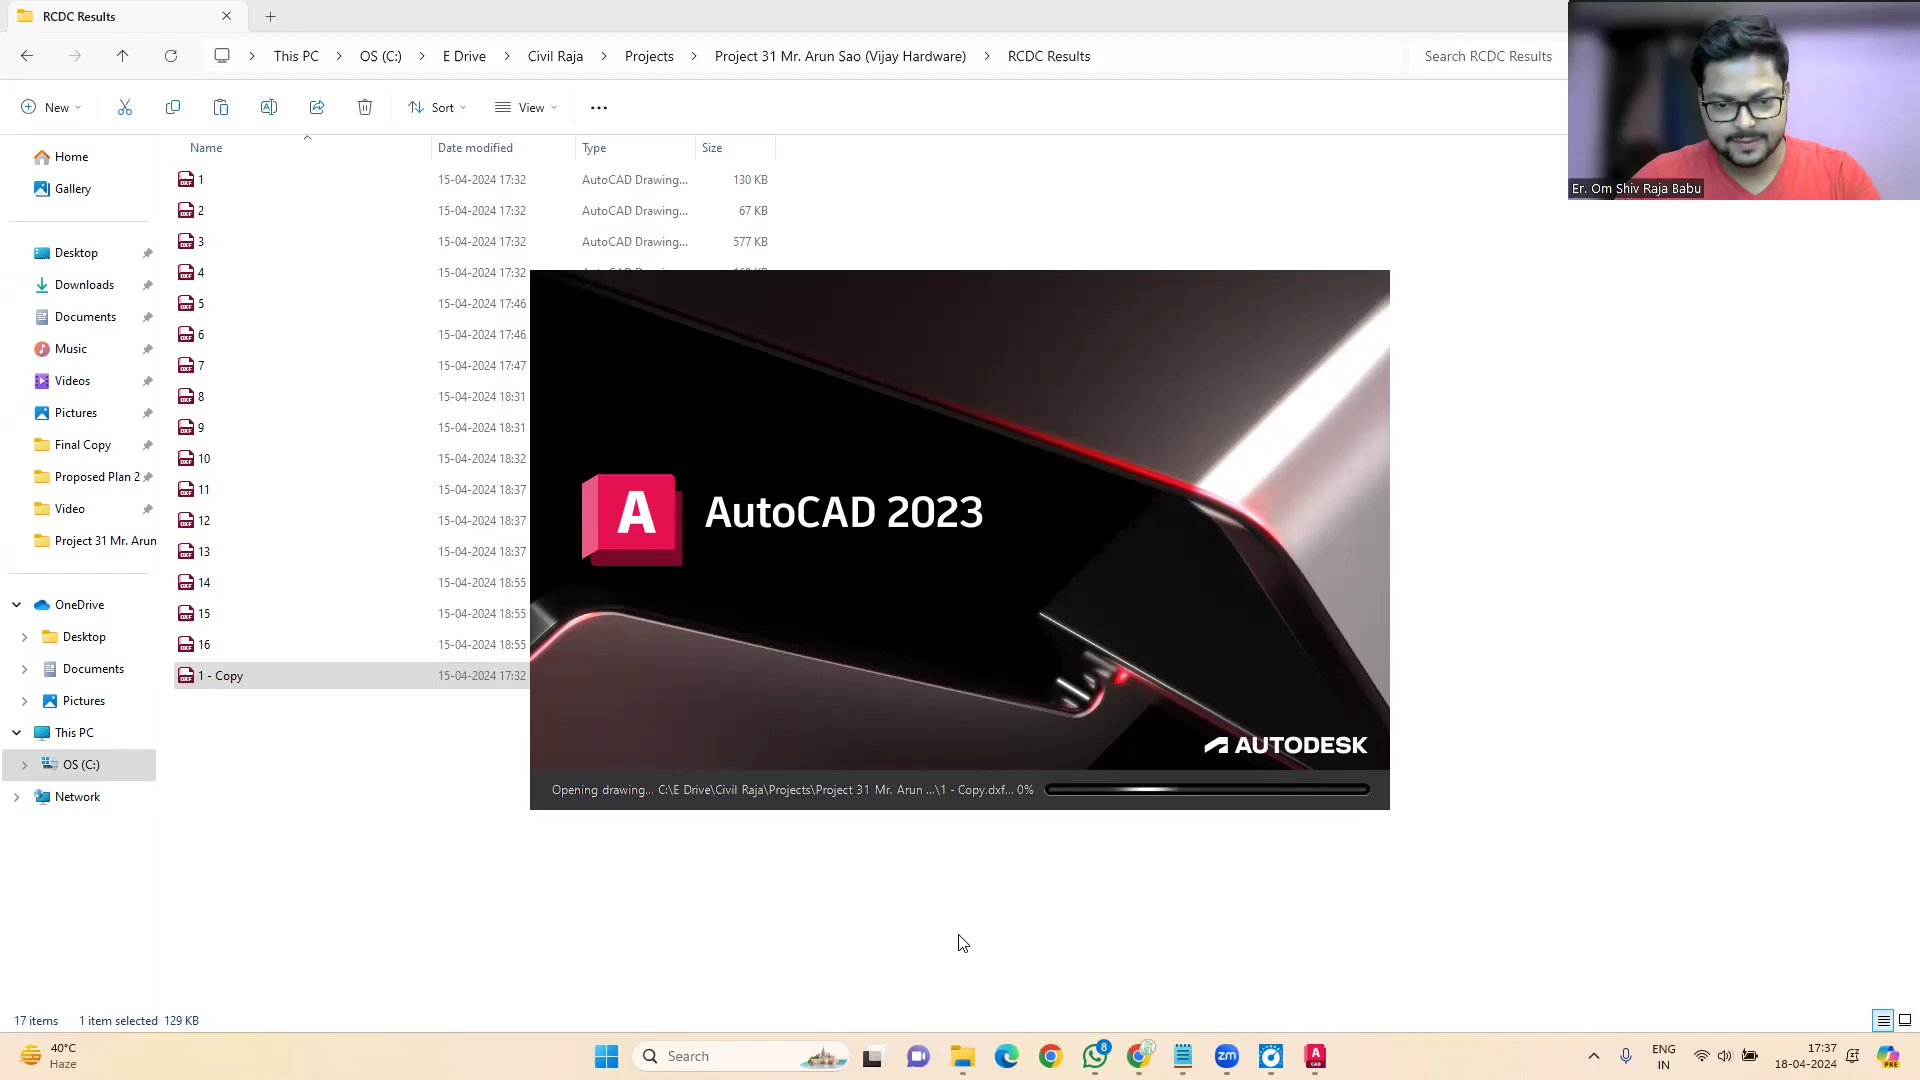 RCDC Results
This PC > OS (C:) > E Drive > Civil Raja > Projects > Project 31 Mr. Arun Sao (Vijay Hardware) > RCDC Results
Search RCDC Results
New
Sort
View
Er. Om Shiv Raja Babu
Name Date modified Type Size
1 15-04-2024 17:32 AutoCAD Drawing... 130 KB
2 15-04-2024 17:32 AutoCAD Drawing... 67 KB
3 15-04-2024 17:32 AutoCAD Drawing... 577 KB
4 15-04-2024 17:32
5 15-04-2024 17:46
6 15-04-2024 17:46
7 15-04-2024 17:47
8 15-04-2024 18:31
9 15-04-2024 18:31
10 15-04-2024 18:32
11 15-04-2024 18:37
12 15-04-2024 18:37
13 15-04-2024 18:37
14 15-04-2024 18:55
15 15-04-2024 18:55
16 15-04-2024 18:55
1 - Copy 15-04-2024 17:32
Home
Gallery
Desktop
Downloads
Documents
Music
Videos
Pictures
Final Copy
Proposed Plan 2
Video
Project 31 Mr. Arun
OneDrive
Desktop
Documents
Pictures
This PC
OS (C:)
Network
A AutoCAD 2023
AUTODESK
Opening drawing... C:\E Drive\Civil Raja\Projects\Project 31 Mr. Arun ...\1 - Copy.dxf... 0%
17 items 1 item selected 129 KB
40°C
Haze
Search
8
zm
ENG
IN
17:37
18-04-2024